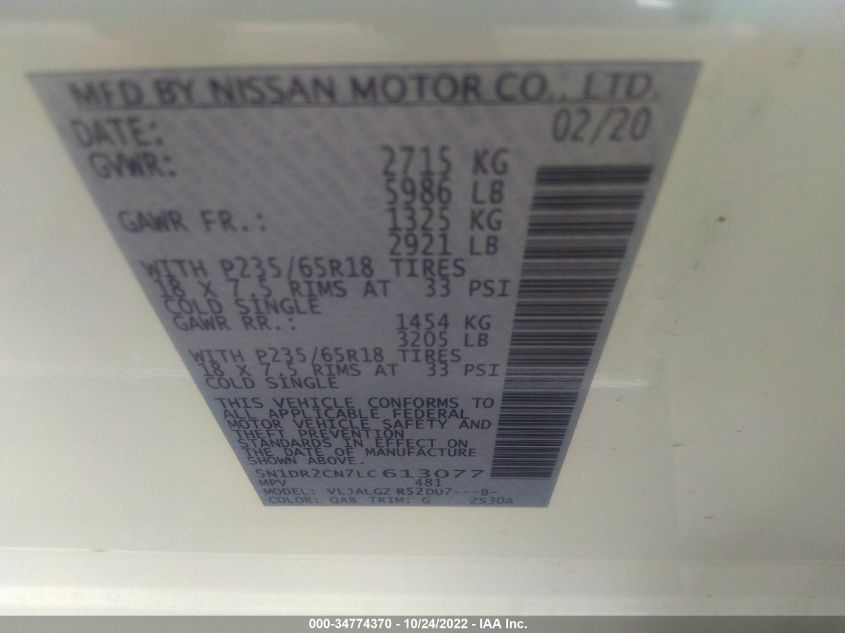 MFD BY NISSAN MOTOR CO., LTD.
DATE: 02/20
GVWR: 2715 KG
5986 LB
GAWR FR.: 1325 KG
2921 LB
WITH P235/65R18 TIRES
18 X 7.5 RIMS AT 33 PSI
COLD SINGLE
GAWR RR.: 1454 KG
3205 LB
WITH P235/65R18 TIRES
18 X 7.5 RIMS AT 33 PSI
COLD SINGLE
THIS VEHICLE CONFORMS TO
ALL APPLICABLE FEDERAL
MOTOR VEHICLE SAFETY AND
THEFT PREVENTION
STANDARDS IN EFFECT ON
THE DATE OF MANUFACTURE
SHOWN ABOVE.
5N1DR2CN7LC613077
MPV 481
MODEL: VLJALGZ R52DU7---B-
COLOR: QAB TRIM: G ZS30A
000-34774370 - 10/24/2022 - IAA Inc.